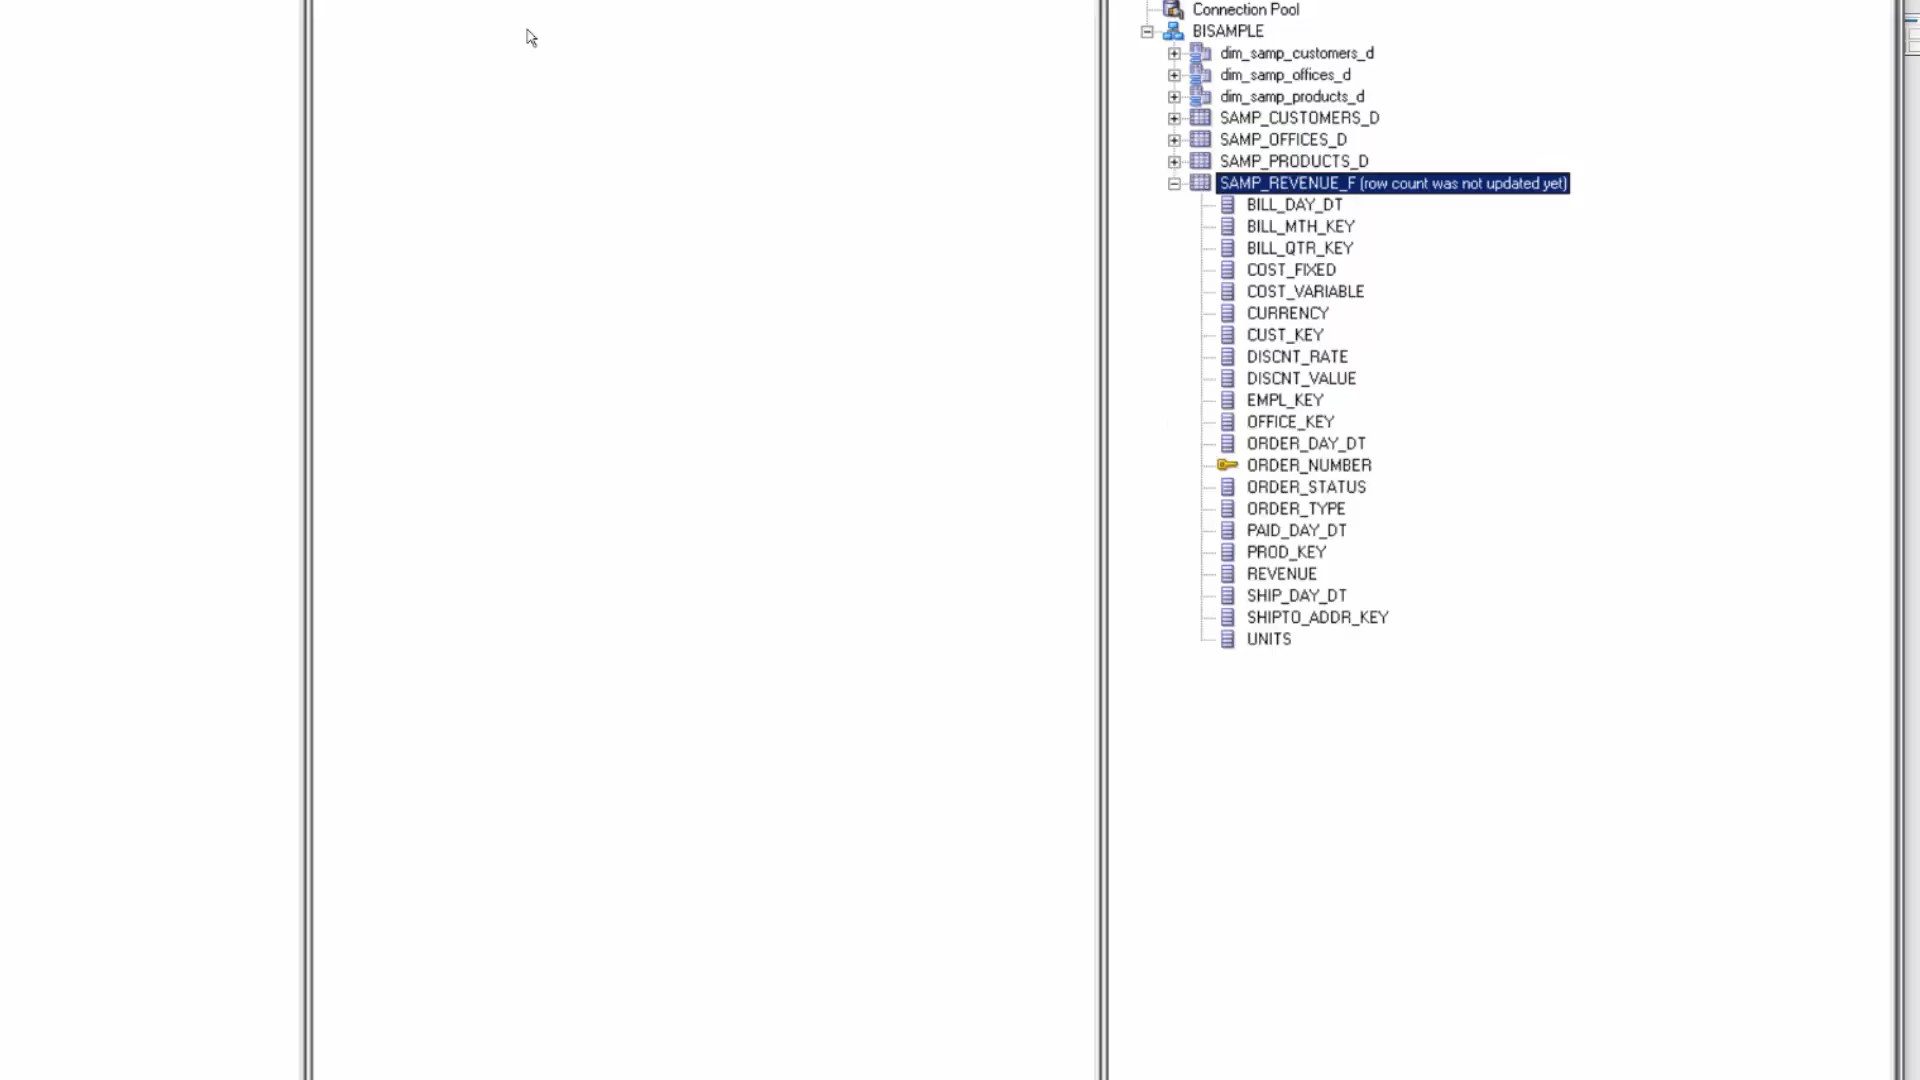 Connection Pool
BISAMPLE
dim_samp_customers_d
dim_samp_offices_d
dim_samp_products_d
SAMP_CUSTOMERS_D
SAMP_OFFICES_D
SAMP_PRODUCTS_D
SAMP_REVENUE_F (row count was not updated yet)
BILL_DAY_DT
BILL_MTH_KEY
BILL_QTR_KEY
COST_FIXED
COST_VARIABLE
CURRENCY
CUST_KEY
DISCNT_RATE
DISCNT_VALUE
EMPL_KEY
OFFICE_KEY
ORDER_DAY_DT
ORDER_NUMBER
ORDER_STATUS
ORDER_TYPE
PAID_DAY_DT
PROD_KEY
REVENUE
SHIP_DAY_DT
SHIPTO_ADDR_KEY
UNITS